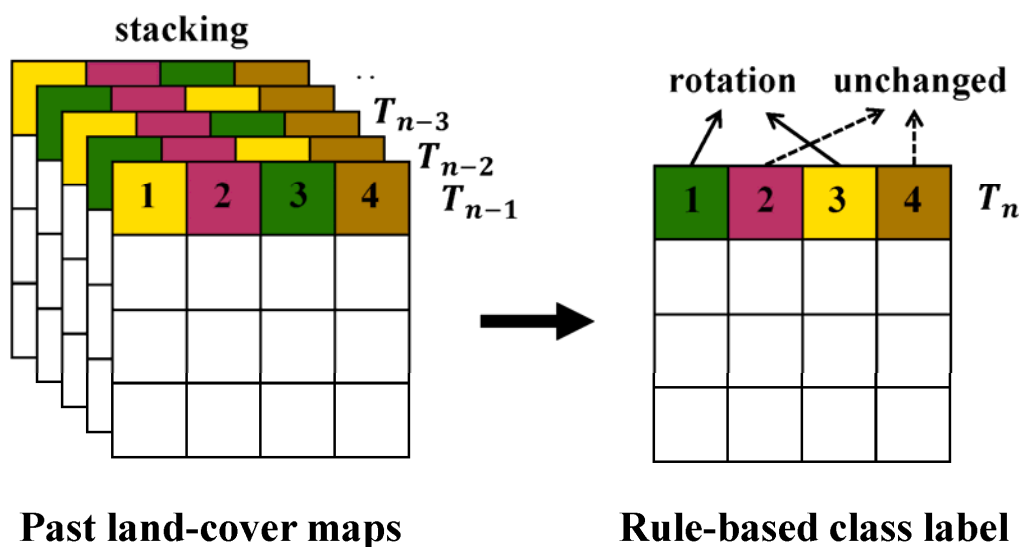 stacking
..
T_{n-3}
T_{n-2}
T_{n-1}
1 2 3 4
Past land-cover maps
rotation unchanged
1 2 3 4
T_n
Rule-based class label